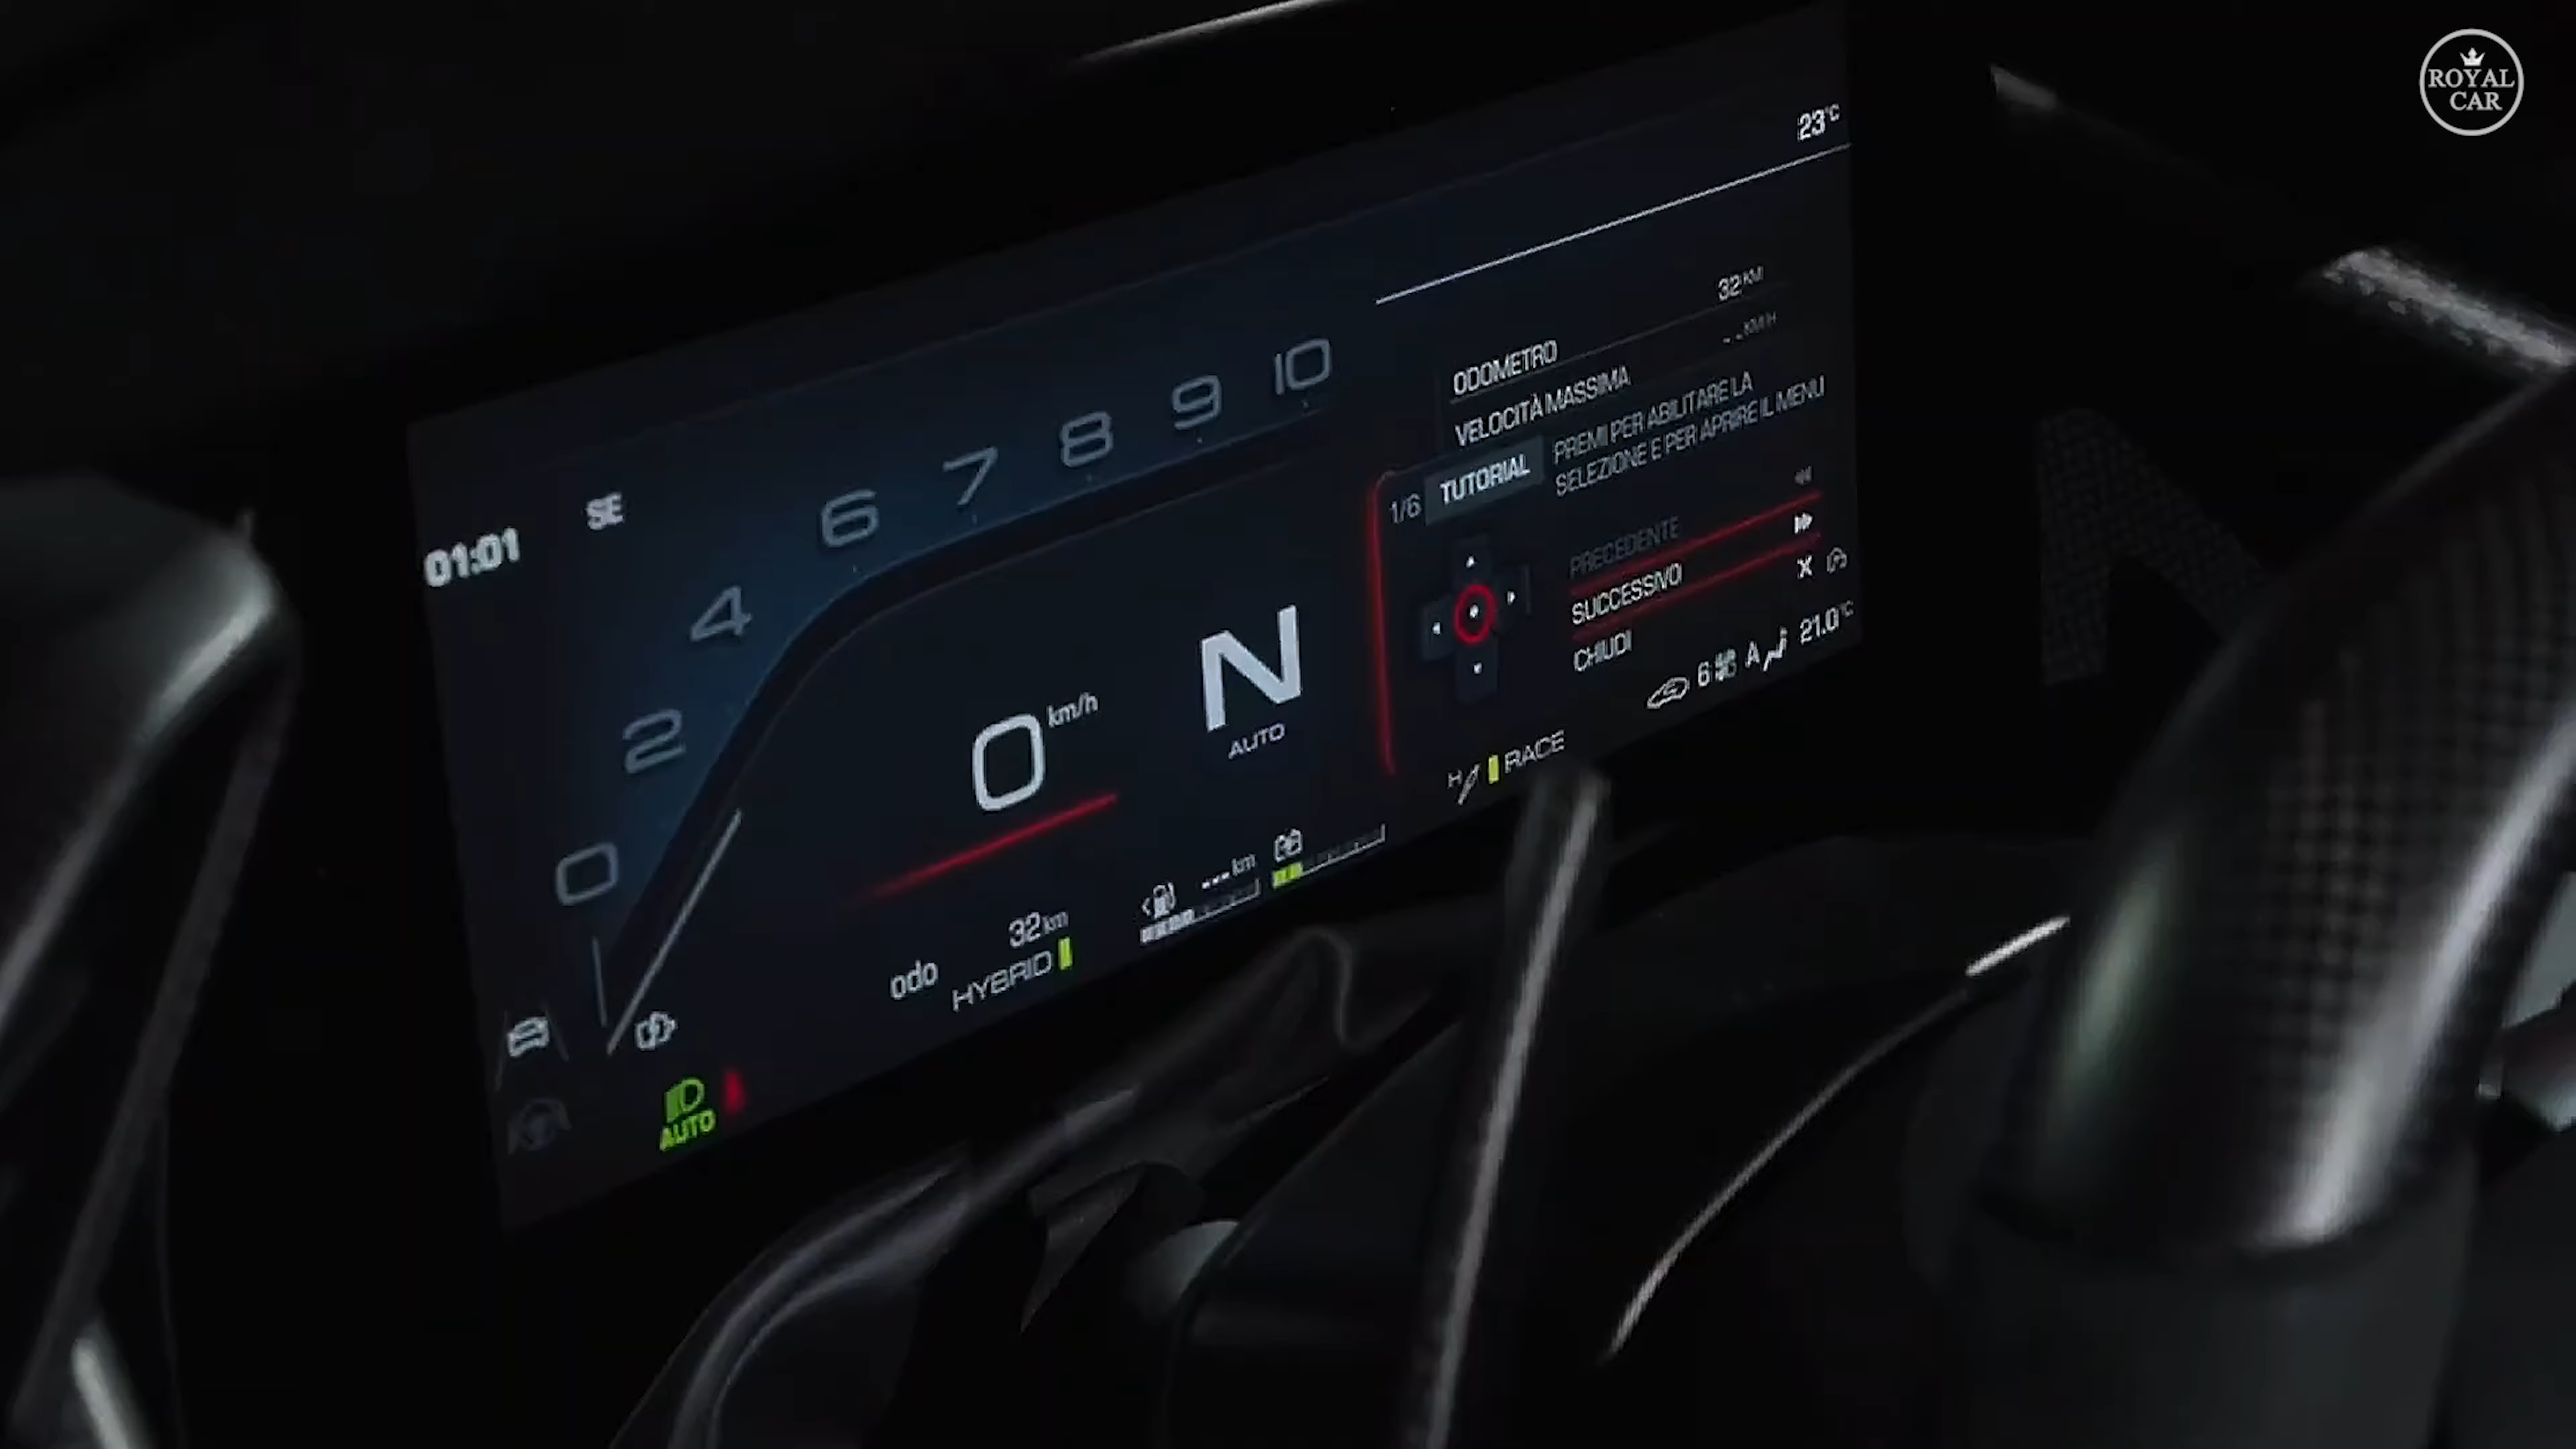 ROYAL
CAR
23°C
ODOMETRO 32 KM
VELOCITÀ MASSIMA - - KM/H
1/6 TUTORIAL
PREMI PER ABILITARE LA
SELEZIONE E PER APRIRE IL MENU
PRECEDENTE
SUCCESSIVO
CHIUDI X
6 A 21.0°C
01:01 SE
0 2 4 6 7 8 9 10
0 km/h
N
AUTO
H RACE
odo 32 km
HYBRID
--- km
AUTO